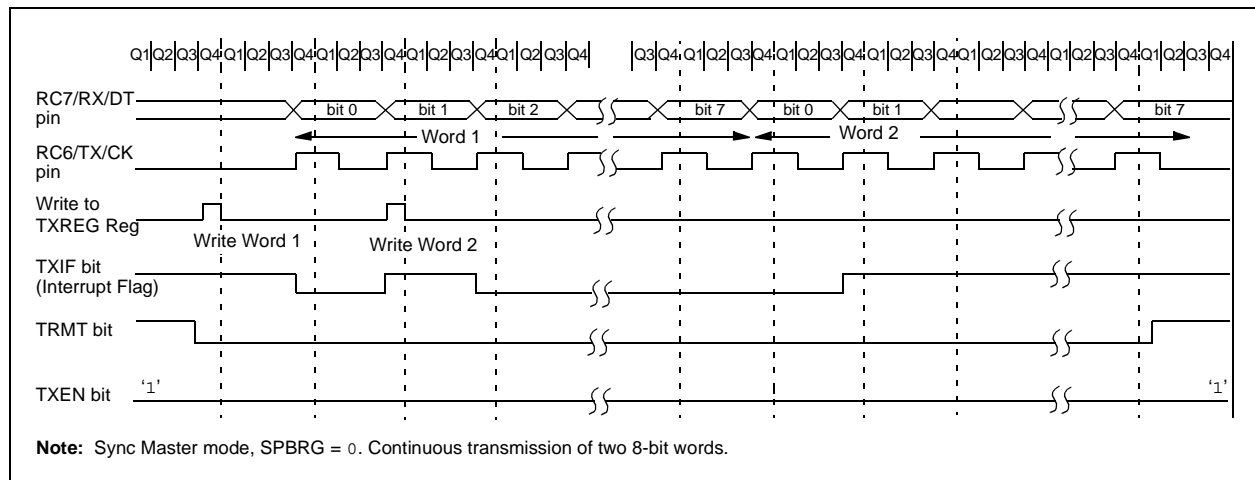 Q1 Q2 Q3 Q4 Q1 Q2 Q3 Q4 Q1 Q2 Q3 Q4 Q1 Q2 Q3 Q4 Q1 Q2 Q3 Q4 Q3 Q4 Q1 Q2 Q3 Q4 Q1 Q2 Q3 Q4 Q1 Q2 Q3 Q4 Q1 Q2 Q3 Q4 Q1 Q2 Q3 Q4 Q1 Q2 Q3 Q4
RC7/RX/DT
pin
bit 0 bit 1 bit 2 bit 7 bit 0 bit 1 bit 7
Word 1 Word 2
RC6/TX/CK
pin
Write to
TXREG Reg
Write Word 1 Write Word 2
TXIF bit
(Interrupt Flag)
TRMT bit
TXEN bit ‘1’ ‘1’
Note: Sync Master mode, SPBRG = 0. Continuous transmission of two 8-bit words.